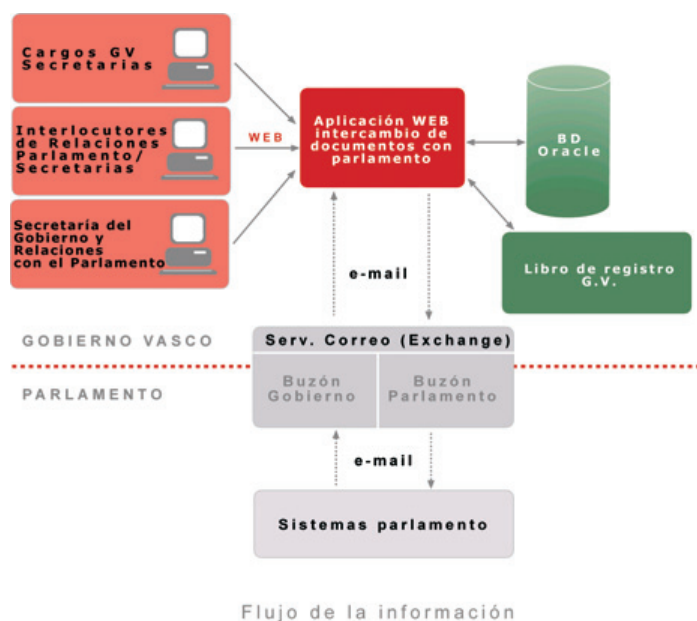 Cargos GV
Secretarias
Interlocutores
de Relaciones
Parlamento/
Secretarias
Secretaría del
Gobierno y
Relaciones
con el Parlamento
WEB
Aplicación WEB
intercambio de
documentos con
parlamento
BD
Oracle
Libro de registro
G.V.
e-mail
GOBIERNO VASCO
Serv. Correo (Exchange)
PARLAMENTO
Buzón
Gobierno
Buzón
Parlamento
e-mail
Sistemas parlamento
Flujo de la información